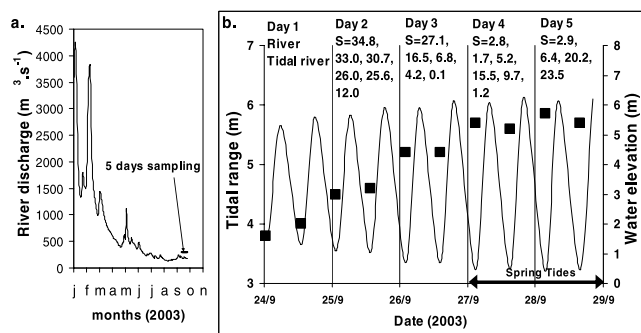 a.
River discharge (m³.s⁻¹)
4500
4000
3500
3000
2500
2000
1500
1000
500
0
5 days sampling
j f m a m j j a s o n
months (2003)
b.
Day 1
River
Tidal river
Day 2
S=34.8,
33.0, 30.7,
26.0, 25.6,
12.0
Day 3
S=27.1,
16.5, 6.8,
4.2, 0.1
Day 4
S=2.8,
1.7, 5.2,
15.5, 9.7,
1.2
Day 5
S=2.9,
6.4, 20.2,
23.5
Tidal range (m)
7
6
5
4
3
Water elevation (m)
8
7
6
5
4
3
2
1
0
Spring Tides
24/9 25/9 26/9 27/9 28/9 29/9
Date (2003)